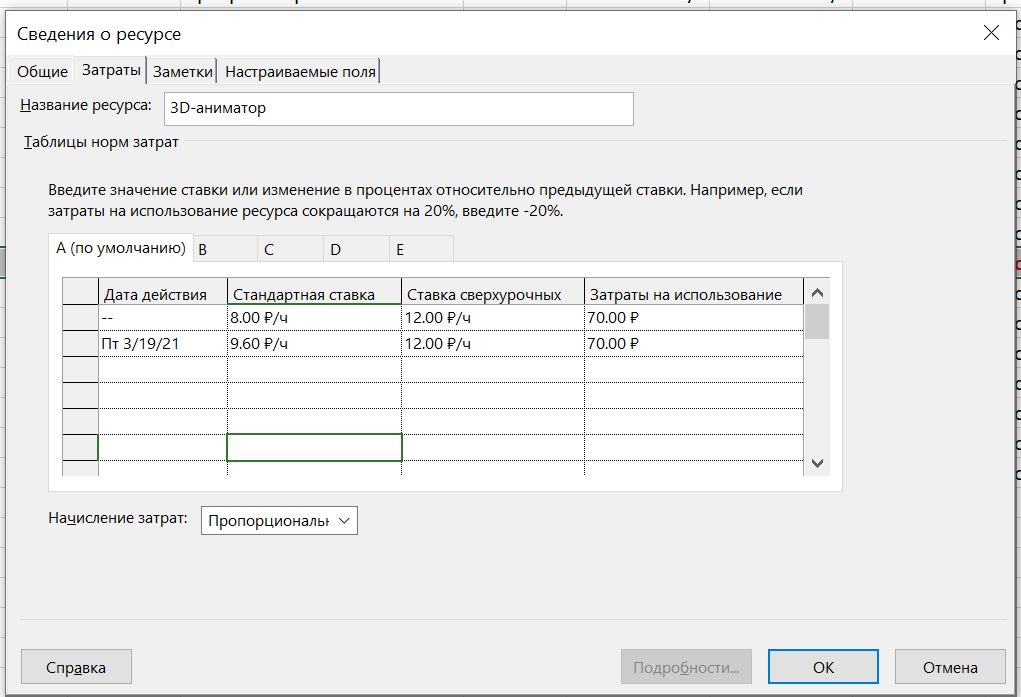 Сведения о ресурсе
Общие Затраты Заметки Настраиваемые поля
Название ресурса: 3D-аниматор
Таблицы норм затрат
Введите значение ставки или изменение в процентах относительно предыдущей ставки. Например, если
затраты на использование ресурса сокращаются на 20%, введите -20%.
A (по умолчанию) B C D E
Дата действия Стандартная ставка Ставка сверхурочных Затраты на использование
-- 8.00 ₽/ч 12.00 ₽/ч 70.00 ₽
Пт 3/19/21 9.60 ₽/ч 12.00 ₽/ч 70.00 ₽
Начисление затрат: Пропорциональн
Справка Подробности... ОК Отмена